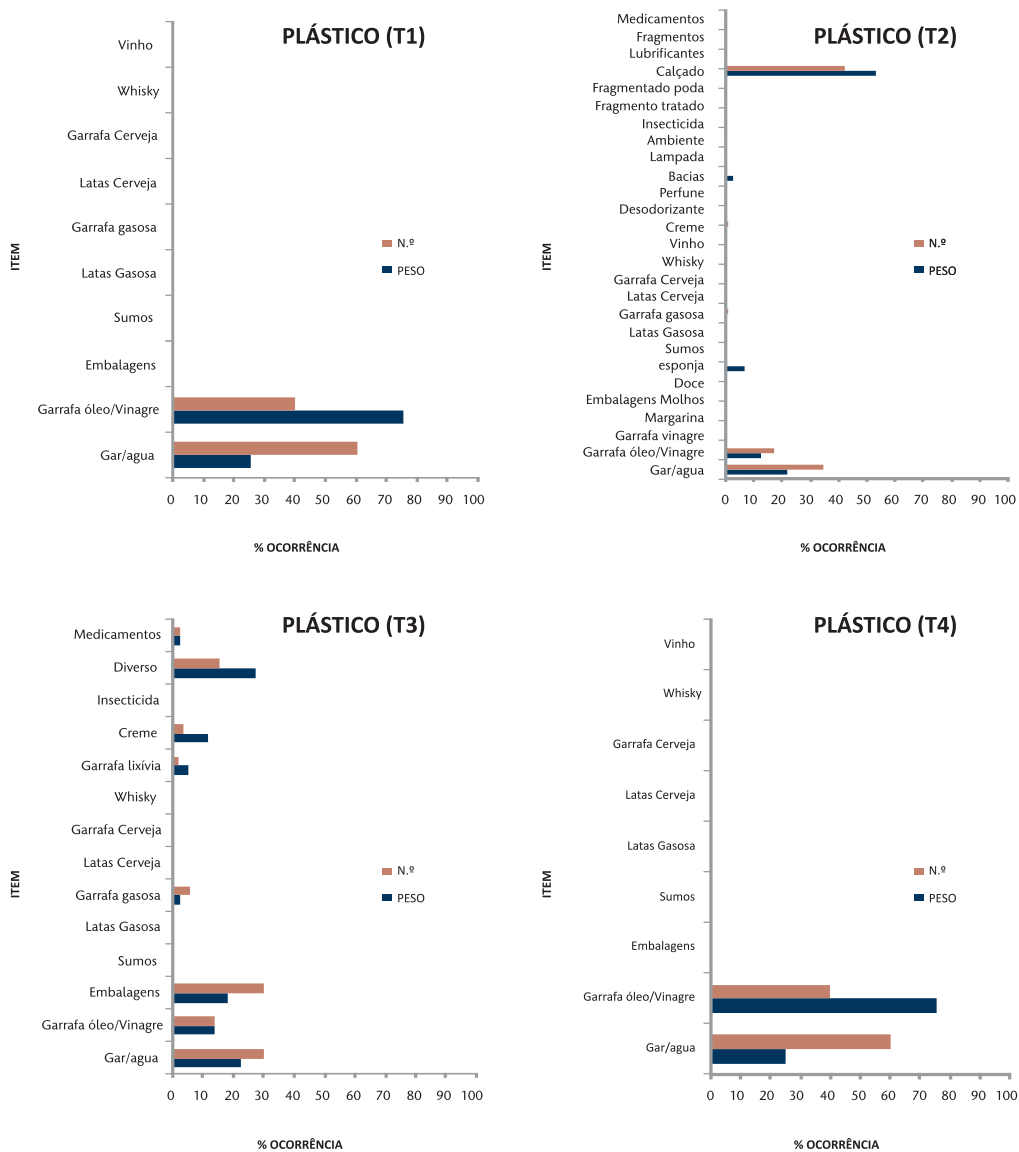 PLÁSTICO (T1)
Vinho
Whisky
Garrafa Cerveja
Latas Cerveja
Garrafa gasosa
Latas Gasosa
Sumos
Embalagens
Garrafa óleo/Vinagre
Gar/agua
ITEM
N.º
PESO
0 10 20 30 40 50 60 70 80 90 100
% OCORRÊNCIA
PLÁSTICO (T2)
Medicamentos
Fragmentos
Lubrificantes
Calçado
Fragmentado poda
Fragmento tratado
Insecticida
Ambiente
Lampada
Bacias
Perfune
Desodorizante
Creme
Vinho
Whisky
Garrafa Cerveja
Latas Cerveja
Garrafa gasosa
Latas Gasosa
Sumos
esponja
Doce
Embalagens Molhos
Margarina
Garrafa vinagre
Garrafa óleo/Vinagre
Gar/agua
ITEM
N.º
PESO
0 10 20 30 40 50 60 70 80 90 100
% OCORRÊNCIA
PLÁSTICO (T3)
Medicamentos
Diverso
Insecticida
Creme
Garrafa lixívia
Whisky
Garrafa Cerveja
Latas Cerveja
Garrafa gasosa
Latas Gasosa
Sumos
Embalagens
Garrafa óleo/Vinagre
Gar/agua
ITEM
N.º
PESO
0 10 20 30 40 50 60 70 80 90 100
% OCORRÊNCIA
PLÁSTICO (T4)
Vinho
Whisky
Garrafa Cerveja
Latas Cerveja
Latas Gasosa
Sumos
Embalagens
Garrafa óleo/Vinagre
Gar/agua
ITEM
N.º
PESO
0 10 20 30 40 50 60 70 80 90 100
% OCORRÊNCIA